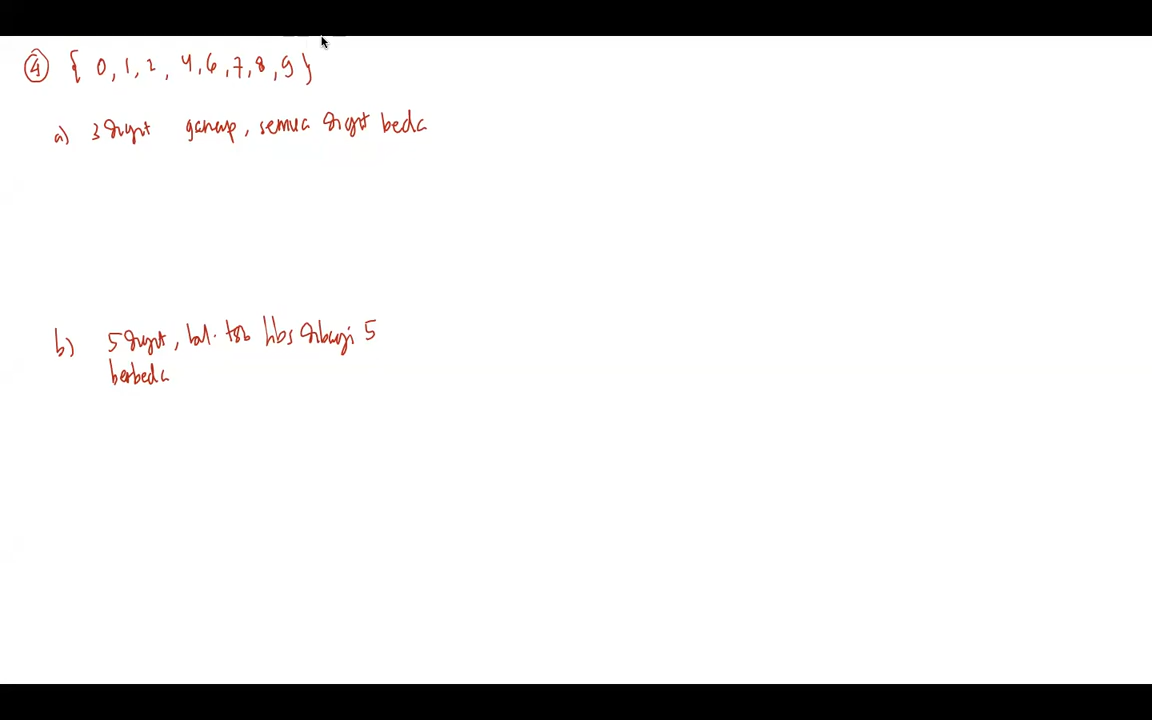 ④ { 0, 1, 2, 4, 6, 7, 8, 9 }
a) 3 digit genap, semua digit beda
b) 5 digit, bil. tsb hbs dibagi 5
berbeda